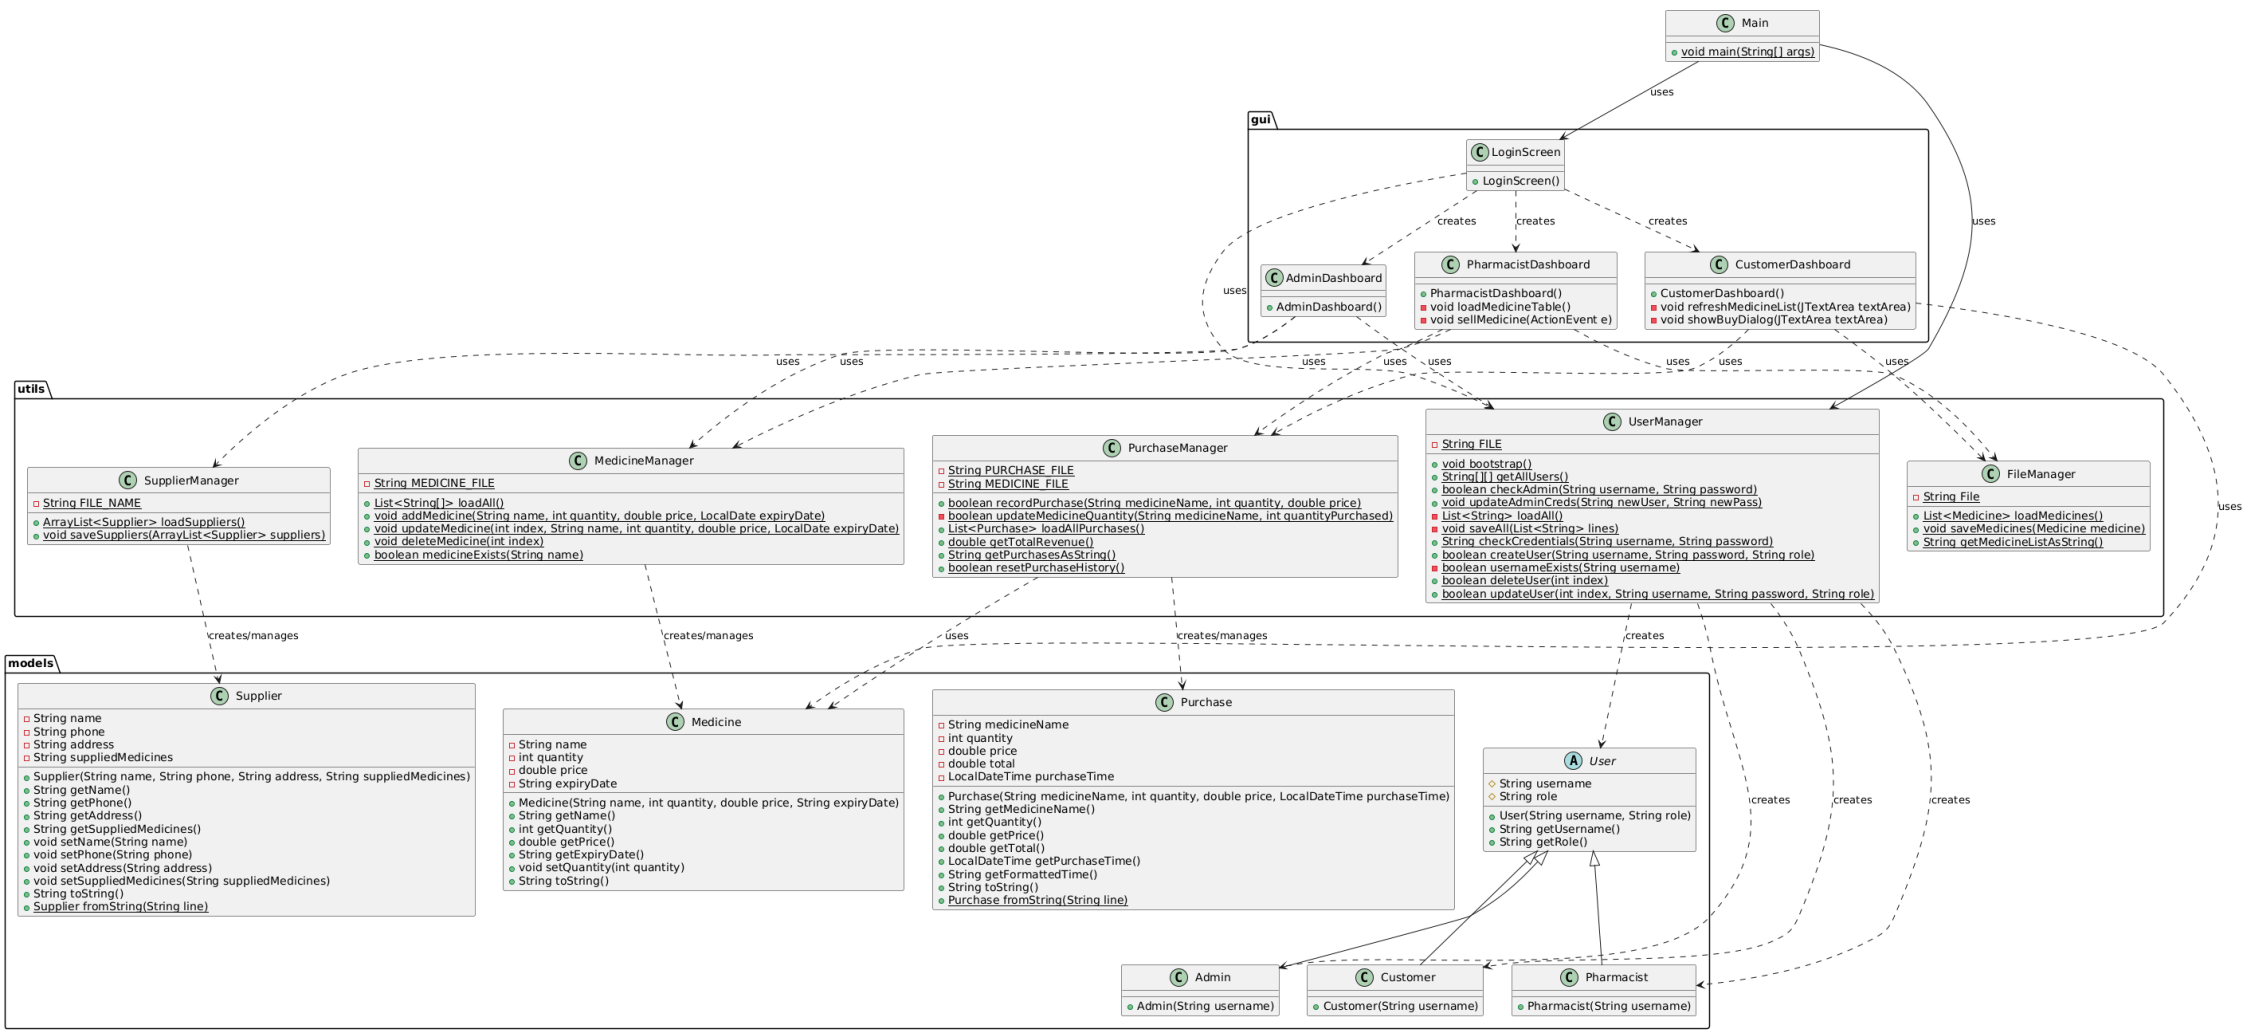 C Main
void main(String[] args)
uses
uses
gui
C LoginScreen
LoginScreen()
creates
creates
creates
uses
C AdminDashboard
AdminDashboard()
C PharmacistDashboard
PharmacistDashboard()
void loadMedicineTable()
void sellMedicine(ActionEvent e)
C CustomerDashboard
CustomerDashboard()
void refreshMedicineList(JTextArea textArea)
void showBuyDialog(JTextArea textArea)
uses
uses
uses
uses
uses
uses
uses
uses
uses
utils
C SupplierManager
String FILE_NAME
ArrayList<Supplier> loadSuppliers()
void saveSuppliers(ArrayList<Supplier> suppliers)
C MedicineManager
String MEDICINE_FILE
List<String[]> loadAll()
void addMedicine(String name, int quantity, double price, LocalDate expiryDate)
void updateMedicine(int index, String name, int quantity, double price, LocalDate expiryDate)
void deleteMedicine(int index)
boolean medicineExists(String name)
C PurchaseManager
String PURCHASE_FILE
String MEDICINE_FILE
boolean recordPurchase(String medicineName, int quantity, double price)
boolean updateMedicineQuantity(String medicineName, int quantityPurchased)
List<Purchase> loadAllPurchases()
double getTotalRevenue()
String getPurchasesAsString()
boolean resetPurchaseHistory()
C UserManager
String FILE
void bootstrap()
String[][] getAllUsers()
boolean checkAdmin(String username, String password)
void updateAdminCreds(String newUser, String newPass)
List<String> loadAll()
void saveAll(List<String> lines)
String checkCredentials(String username, String password)
boolean createUser(String username, String password, String role)
boolean usernameExists(String username)
boolean deleteUser(int index)
boolean updateUser(int index, String username, String password, String role)
C FileManager
String File
List<Medicine> loadMedicines()
void saveMedicines(Medicine medicine)
String getMedicineListAsString()
creates/manages
creates/manages
uses
creates/manages
creates
models
C Supplier
String name
String phone
String address
String suppliedMedicines
Supplier(String name, String phone, String address, String suppliedMedicines)
String getName()
String getPhone()
String getAddress()
String getSuppliedMedicines()
void setName(String name)
void setPhone(String phone)
void setAddress(String address)
void setSuppliedMedicines(String suppliedMedicines)
String toString()
Supplier fromString(String line)
C Medicine
String name
int quantity
double price
String expiryDate
Medicine(String name, int quantity, double price, String expiryDate)
String getName()
int getQuantity()
double getPrice()
String getExpiryDate()
void setQuantity(int quantity)
String toString()
C Purchase
String medicineName
int quantity
double price
double total
LocalDateTime purchaseTime
Purchase(String medicineName, int quantity, double price, LocalDateTime purchaseTime)
String getMedicineName()
int getQuantity()
double getPrice()
double getTotal()
LocalDateTime getPurchaseTime()
String getFormattedTime()
String toString()
Purchase fromString(String line)
A User
String username
String role
User(String username, String role)
String getUsername()
String getRole()
creates
creates
creates
C Admin
Admin(String username)
C Customer
Customer(String username)
C Pharmacist
Pharmacist(String username)